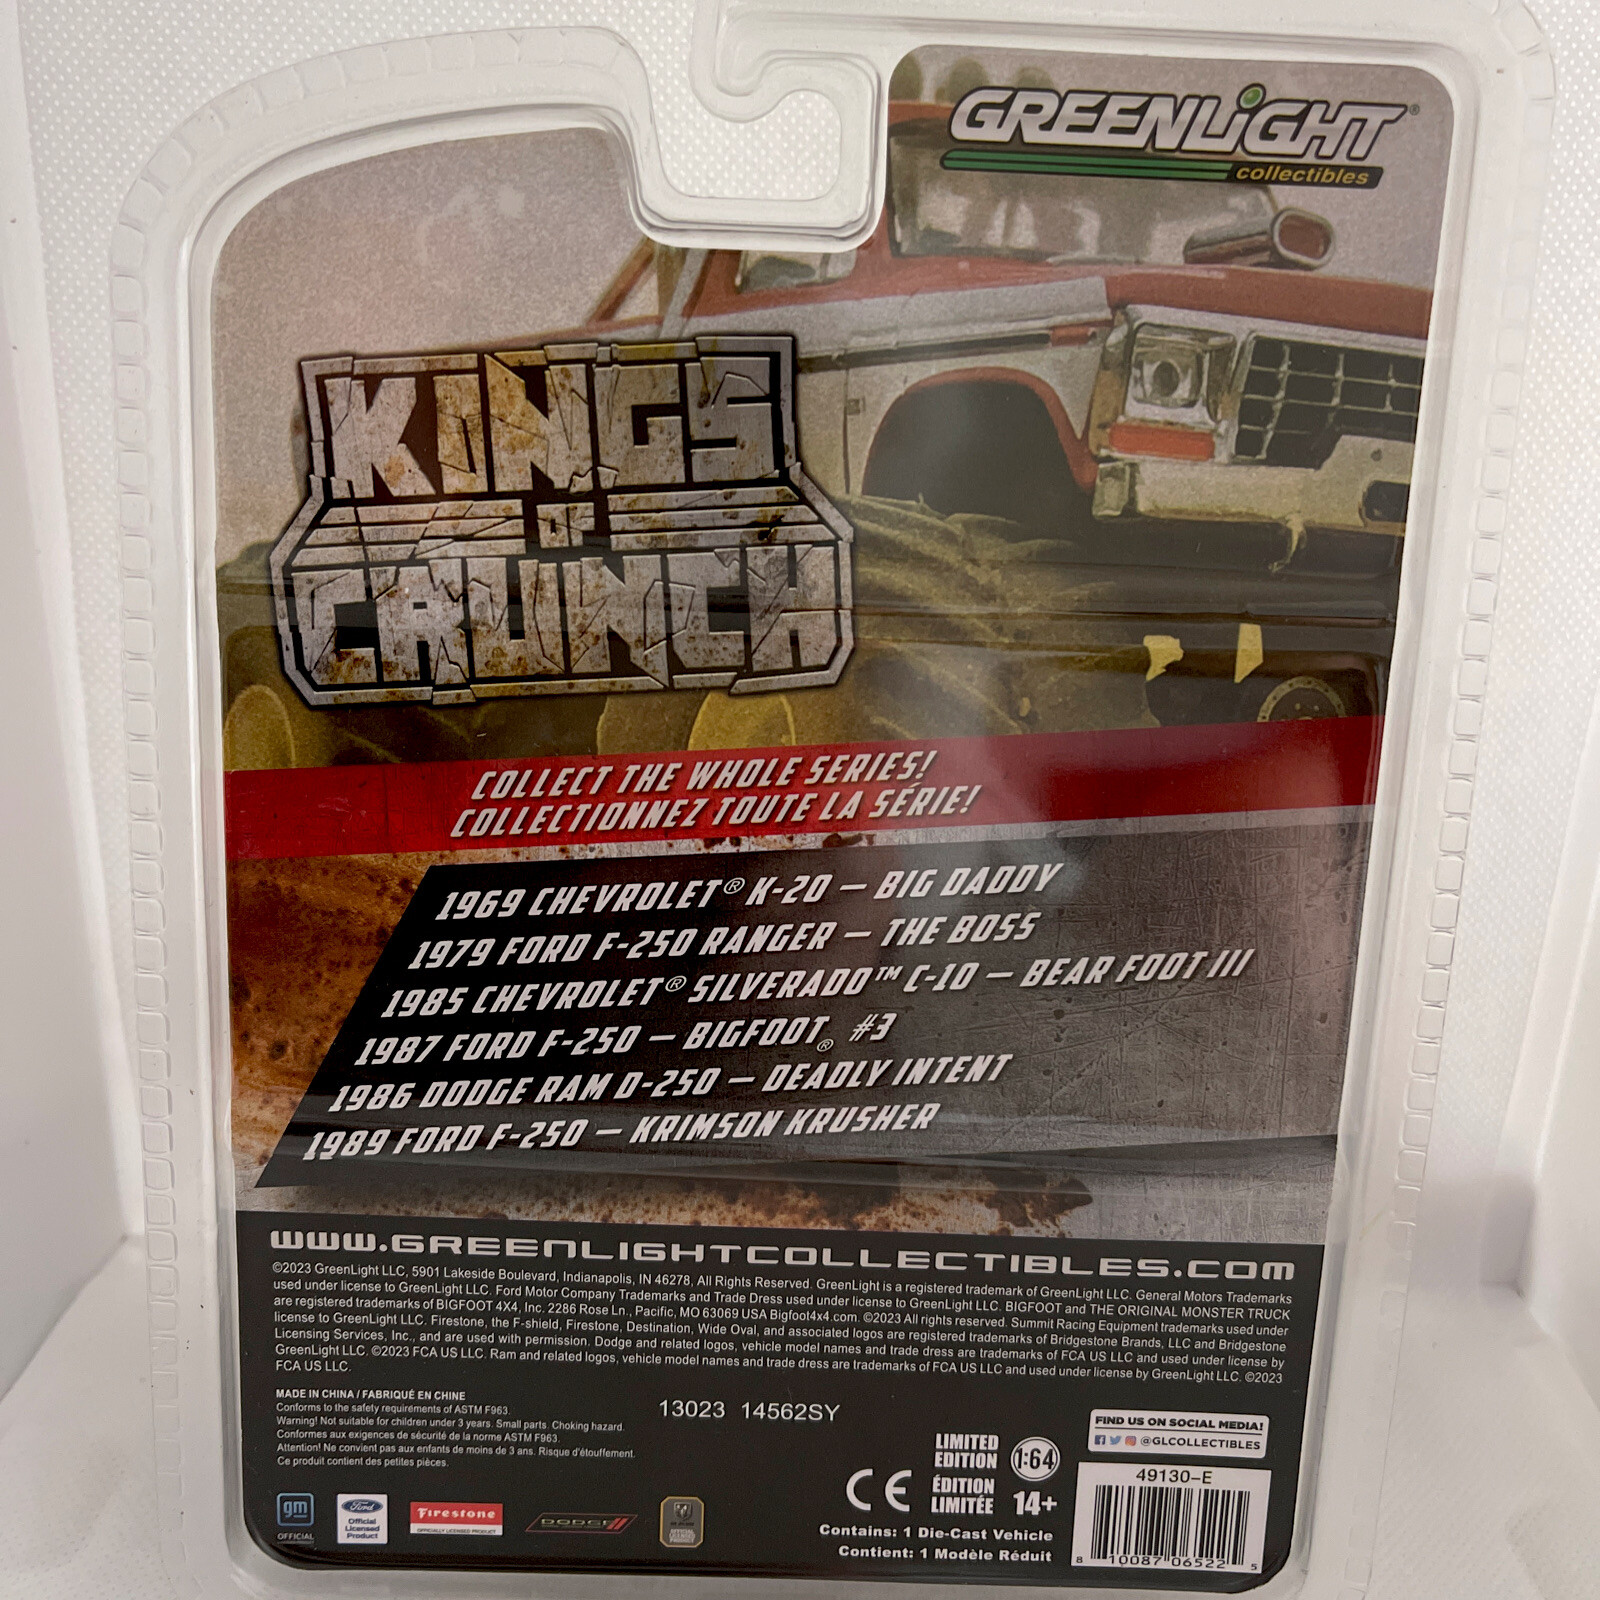 GREENLiGHT®
collectibles
KINGS
OF
CRUNCH
COLLECT THE WHOLE SERIES!
COLLECTIONNEZ TOUTE LA SÉRIE!
1969 CHEVROLET® K-20 – BIG DADDY
1979 FORD F-250 RANGER – THE BOSS
1985 CHEVROLET® SILVERADO™ C-10 – BEAR FOOT III
1987 FORD F-250 – BIGFOOT® #3
1986 DODGE RAM D-250 – DEADLY INTENT
1989 FORD F-250 – KRIMSON KRUSHER
WWW.GREENLIGHTCOLLECTIBLES.COM
©2023 GreenLight LLC, 5901 Lakeside Boulevard, Indianapolis, IN 46278, All Rights Reserved. GreenLight is a registered trademark of GreenLight LLC. General Motors Trademarks
used under license to GreenLight LLC. Ford Motor Company Trademarks and Trade Dress used under license to GreenLight LLC. BIGFOOT and THE ORIGINAL MONSTER TRUCK
are registered trademarks of BIGFOOT 4X4, Inc. 2286 Rose Ln., Pacific, MO 63069 USA Bigfoot4x4.com. ©2023 All rights reserved. Summit Racing Equipment trademarks used under
license to GreenLight LLC. Firestone, the F-shield, Firestone, Destination, Wide Oval, and associated logos are registered trademarks of Bridgestone Brands, LLC and Bridgestone
Licensing Services, Inc., and are used with permission. Dodge and related logos, vehicle model names and trade dress are trademarks of FCA US LLC and used under license by
GreenLight LLC. ©2023 FCA US LLC. Ram and related logos, vehicle model names and trade dress are trademarks of FCA US LLC and used under license by GreenLight LLC. ©2023
FCA US LLC.
MADE IN CHINA / FABRIQUÉ EN CHINE
Conforms to the safety requirements of ASTM F963.
Warning! Not suitable for children under 3 years. Small parts. Choking hazard.
Conformes aux exigences de sécurité de la norme ASTM F963.
Attention! Ne convient pas aux enfants de moins de 3 ans. Risque d'étouffement.
Ce produit contient des petites pièces.
13023 14562SY
FIND US ON SOCIAL MEDIA!
@GLCOLLECTIBLES
LIMITED
EDITION
1:64
CE
ÉDITION
LIMITÉE
14+
Contains: 1 Die-Cast Vehicle
Contient: 1 Modèle Réduit
49130-E
8 10087 06522 5
gm
OFFICIAL
Ford
Official
Licensed
Product
Firestone
OFFICIALLY LICENSED PRODUCT
DODGE